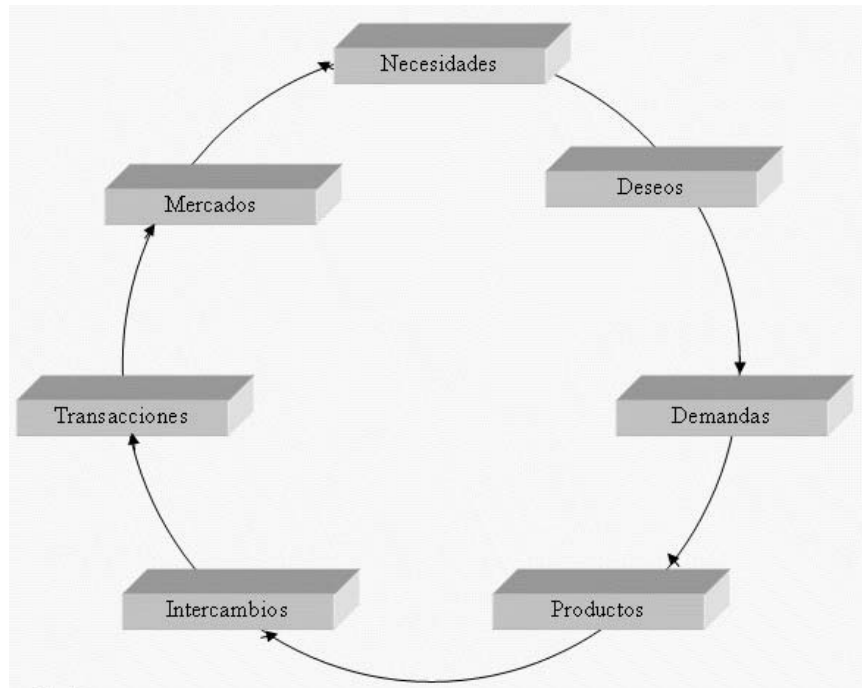 Necesidades
Deseos
Demandas
Productos
Intercambios
Transacciones
Mercados